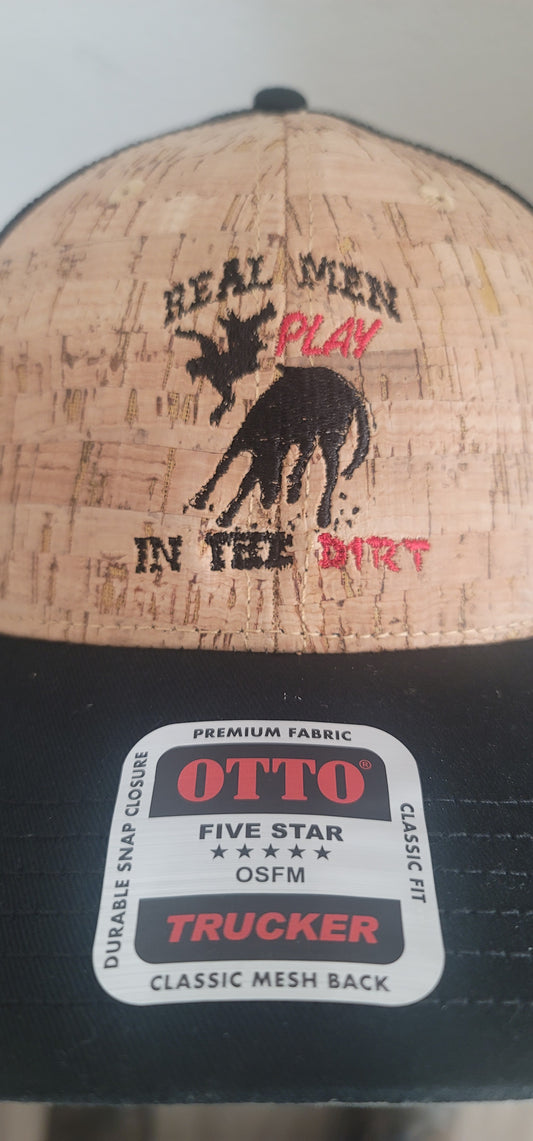 REAL MEN
PLAY
IN THE DIRT
PREMIUM FABRIC
DURABLE SNAP CLOSURE
OTTO®
FIVE STAR
★★★★★
OSFM
TRUCKER
CLASSIC FIT
CLASSIC MESH BACK